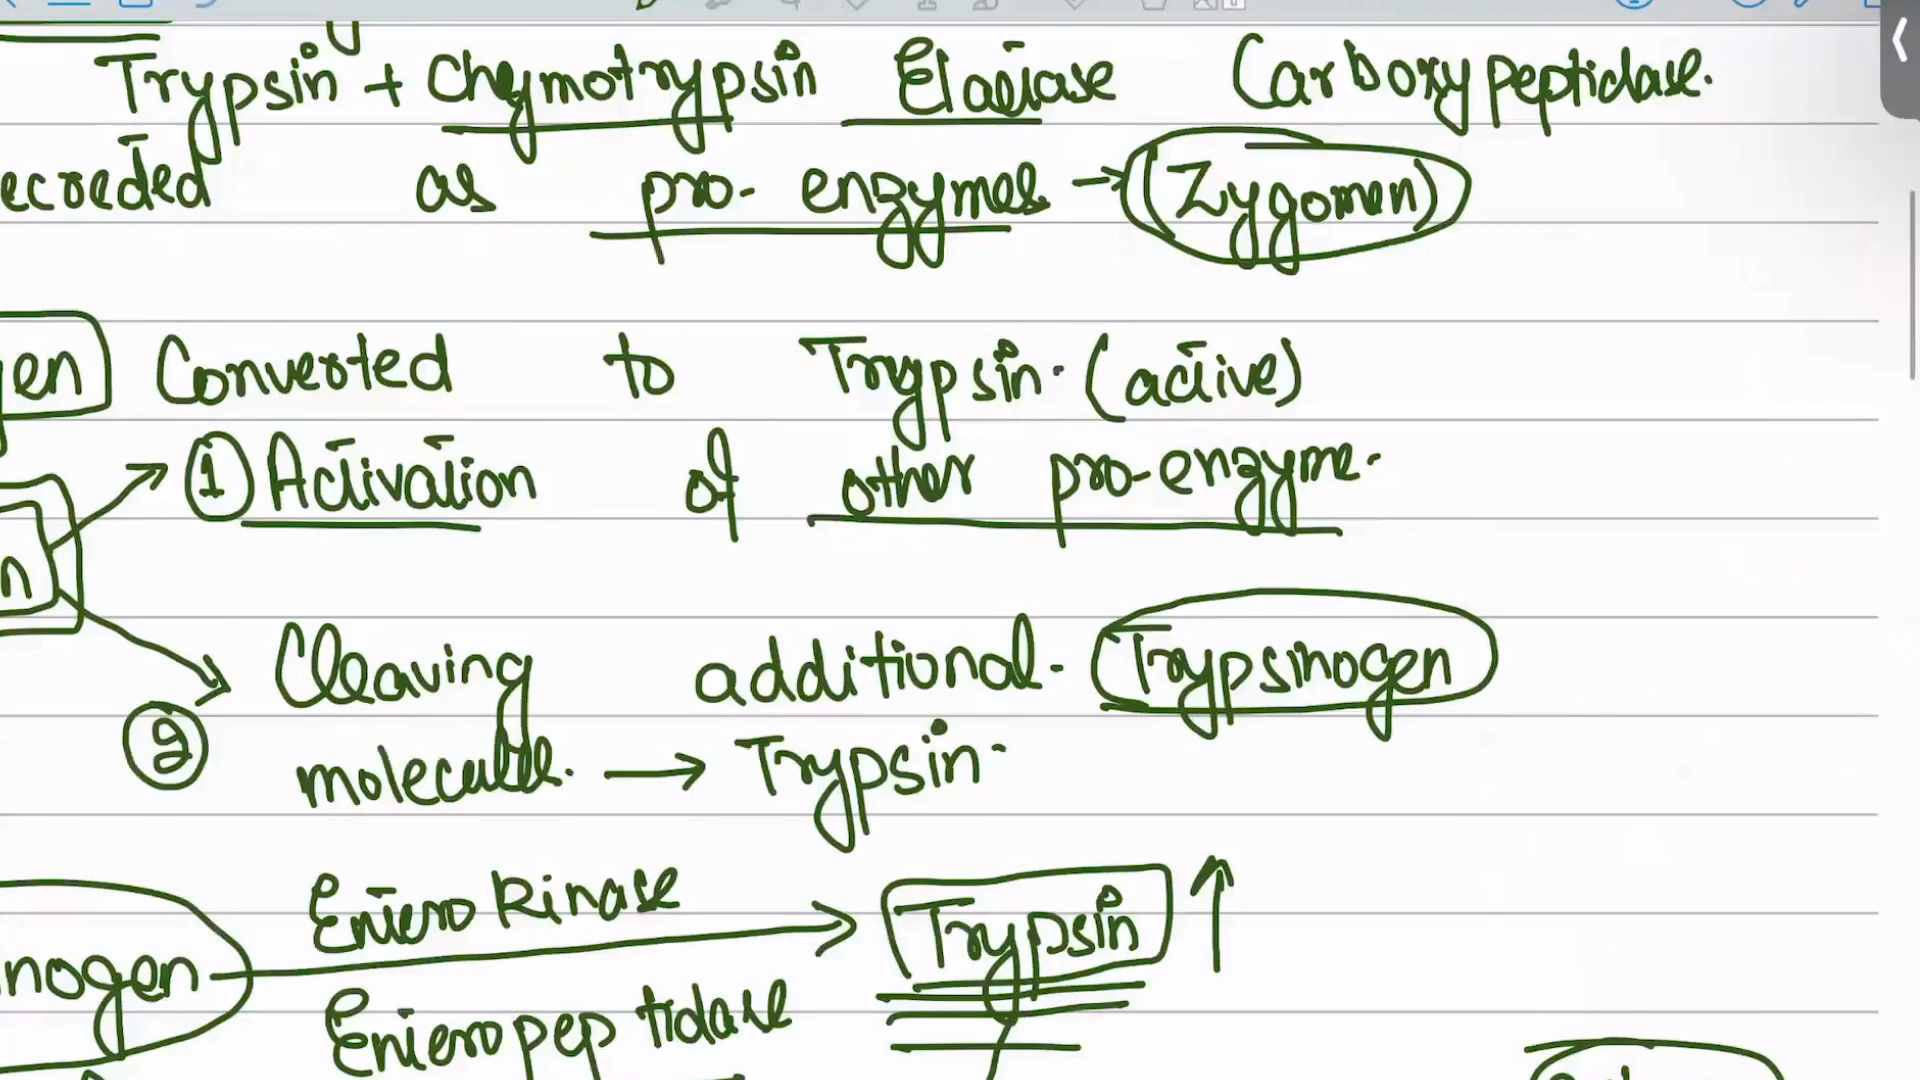 Trypsin + Chymotrypsin Elastase Carboxypeptidase.
ecreted as pro-enzymes → (Zygomen)
gen Converted to Trypsin. (active)
① Activation of other pro-enzyme.
n
Cleaving additional. Trypsinogen
② molecule. → Trypsin.
Enterokinase
nogen → Trypsin ↑
Enteropeptidase